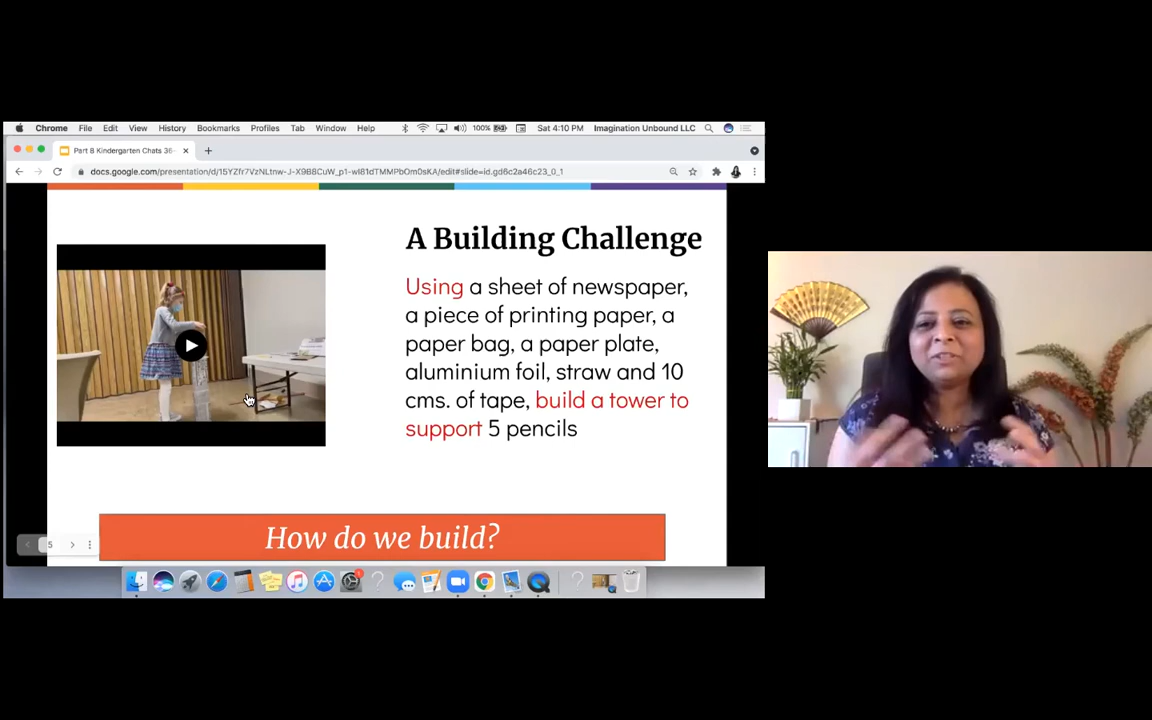 Chrome File Edit View History Bookmarks Profiles Tab Window Help 100% Sat 4:10 PM Imagination Unbound LLC
Part 8 Kindergarten Chats 36-
A Building Challenge
Using a sheet of newspaper,
a piece of printing paper, a
paper bag, a paper plate,
aluminium foil, straw and 10
cms. of tape, build a tower to
support 5 pencils
How do we build?
5